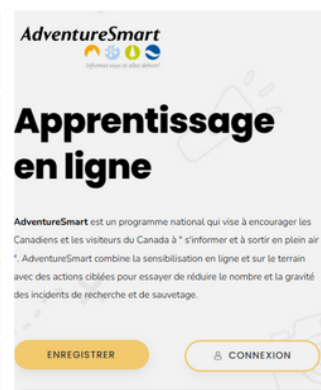 AdventureSmart
Informez-vous et allez dehors!
Apprentissage
en ligne
AdventureSmart est un programme national qui vise à encourager les
Canadiens et les visiteurs du Canada à " s'informer et à sortir en plein air
". AdventureSmart combine la sensibilisation en ligne et sur le terrain
avec des actions ciblées pour essayer de réduire le nombre et la gravité
des incidents de recherche et de sauvetage.
ENREGISTRER
CONNEXION